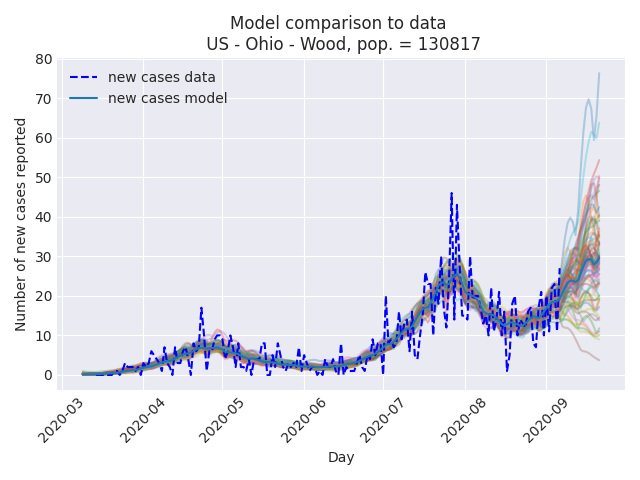 Model comparison to data
US - Ohio - Wood, pop. = 130817
new cases data
new cases model
Number of new cases reported
80
70
60
50
40
30
20
10
0
2020-03
2020-04
2020-05
2020-06
2020-07
2020-08
2020-09
Day